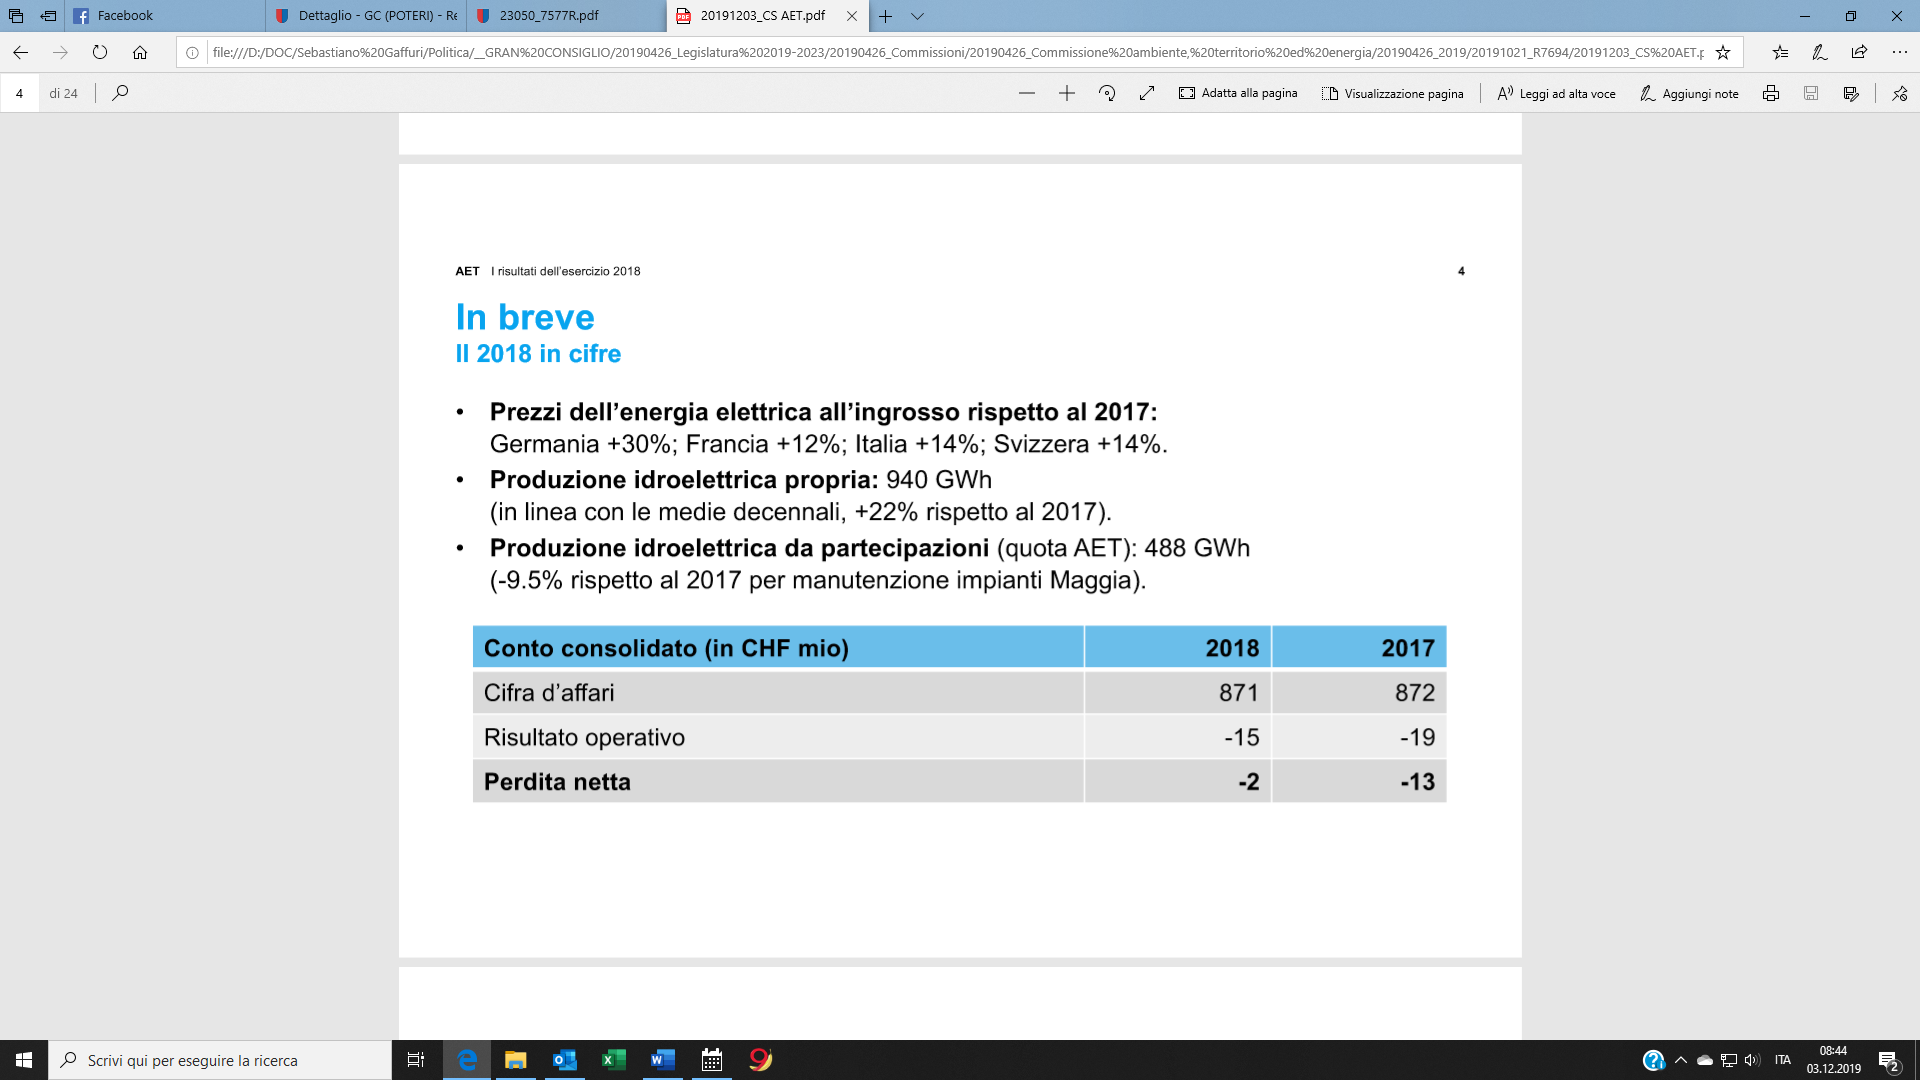 Facebook
Dettaglio - GC (POTERI) - Re
23050_7577R.pdf
20191203_CS AET.pdf
file:///D:/DOC/Sebastiano%20Gaffuri/Politica/__GRAN%20CONSIGLIO/20190426_Legislatura%202019-2023/20190426_Commissioni/20190426_Commissione%20ambiente,%20territorio%20ed%20energia/20190426_2019/20191021_R7694/20191203_CS%20AET.p
4 di 24
Adatta alla pagina
Visualizzazione pagina
Leggi ad alta voce
Aggiungi note
AET I risultati dell'esercizio 2018 4
In breve
Il 2018 in cifre
• Prezzi dell'energia elettrica all'ingrosso rispetto al 2017:
Germania +30%; Francia +12%; Italia +14%; Svizzera +14%.
• Produzione idroelettrica propria: 940 GWh
(in linea con le medie decennali, +22% rispetto al 2017).
• Produzione idroelettrica da partecipazioni (quota AET): 488 GWh
(-9.5% rispetto al 2017 per manutenzione impianti Maggia).
Conto consolidato (in CHF mio) 2018 2017
Cifra d'affari 871 872
Risultato operativo -15 -19
Perdita netta -2 -13
Scrivi qui per eseguire la ricerca
ITA
08:44
03.12.2019
2